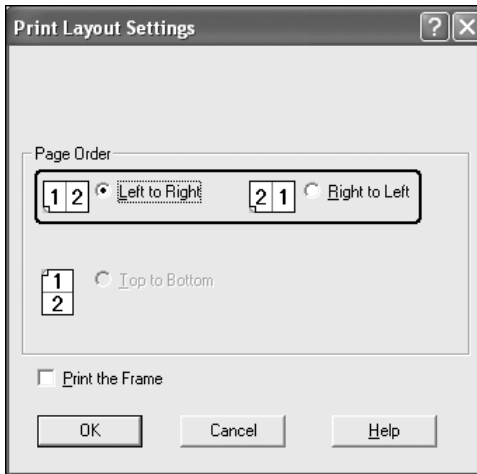 Print Layout Settings
Page Order
1 2 Left to Right 2 1 Right to Left
1
2
Top to Bottom
Print the Frame
OK Cancel Help